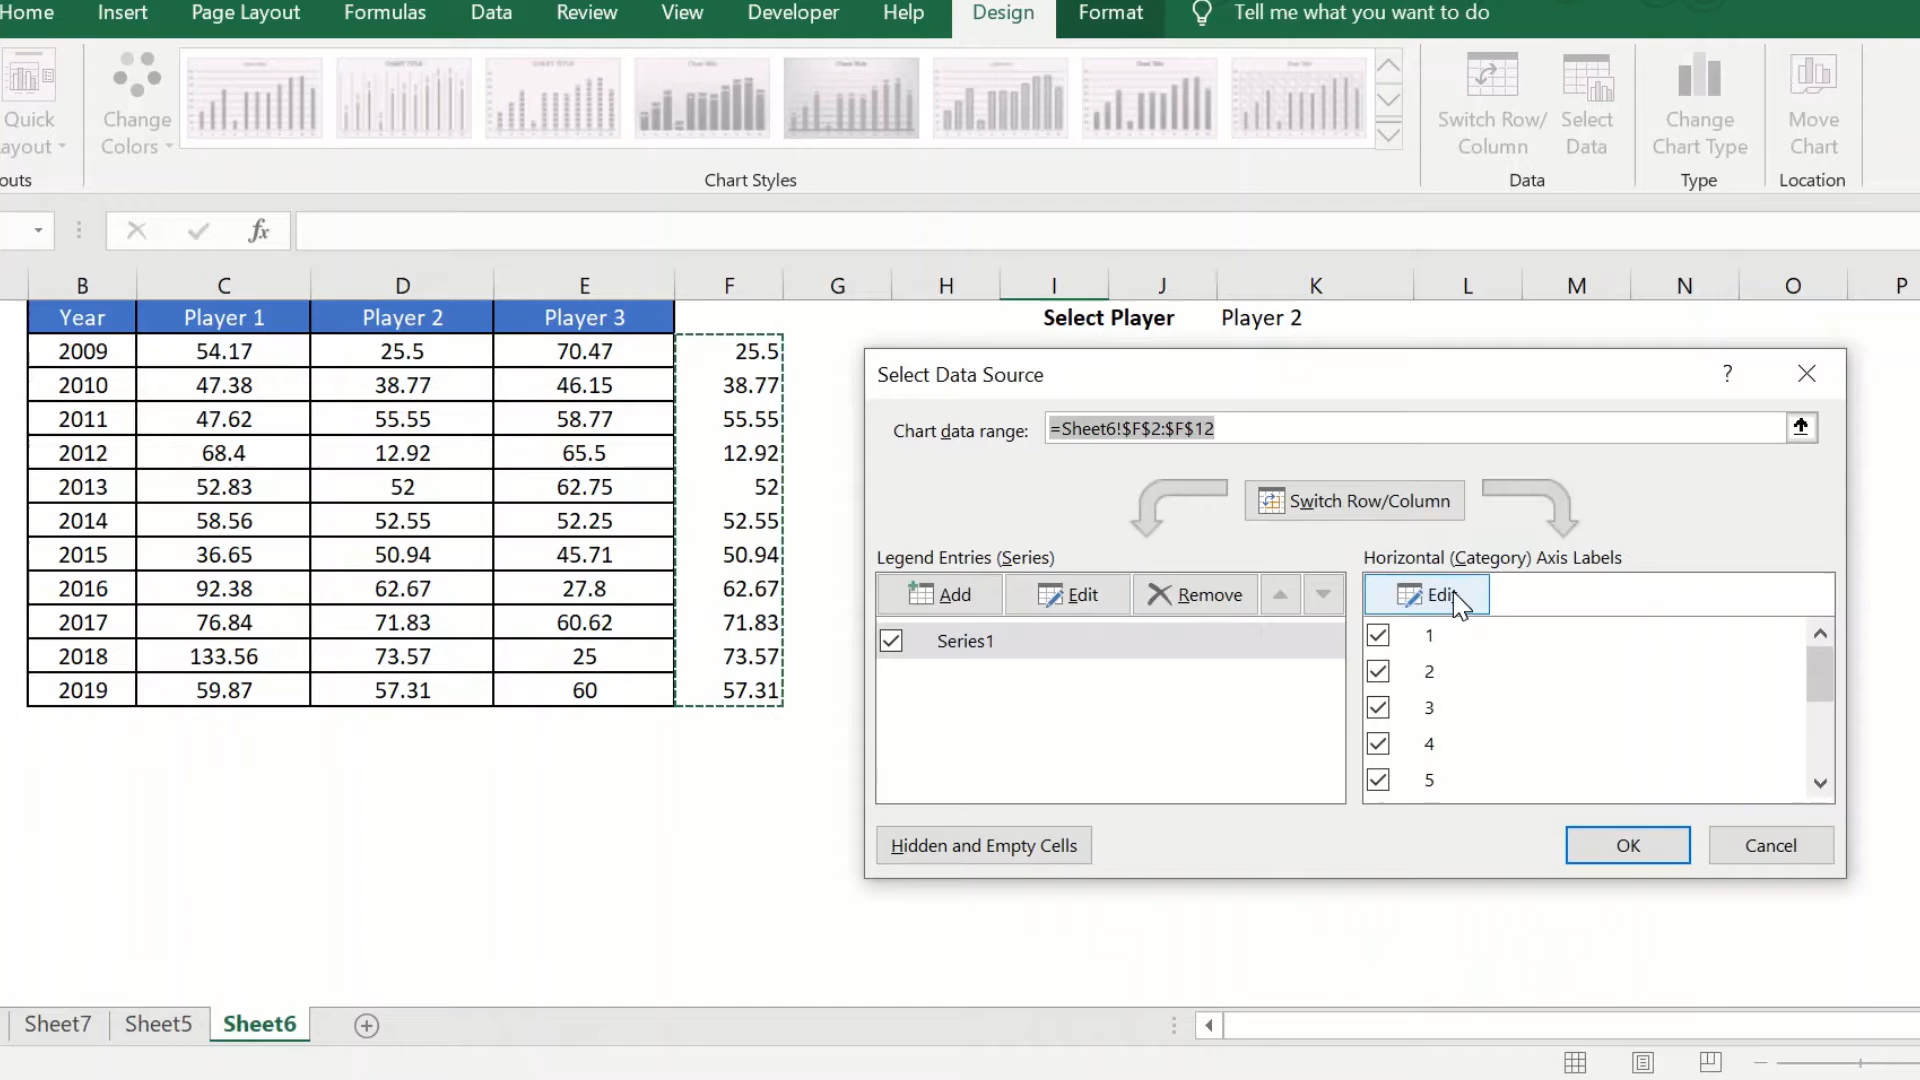 Home Insert Page Layout Formulas Data Review View Developer Help Design Format Tell me what you want to do
Quick
ayout
outs
Change
Colors
Chart Styles
Switch Row/
Column
Select
Data
Data
Change
Chart Type
Type
Move
Chart
Location
fx
B C D E F G H I J K L M N O P
Year Player 1 Player 2 Player 3 Select Player Player 2
2009 54.17 25.5 70.47 25.5
2010 47.38 38.77 46.15 38.77
2011 47.62 55.55 58.77 55.55
2012 68.4 12.92 65.5 12.92
2013 52.83 52 62.75 52
2014 58.56 52.55 52.25 52.55
2015 36.65 50.94 45.71 50.94
2016 92.38 62.67 27.8 62.67
2017 76.84 71.83 60.62 71.83
2018 133.56 73.57 25 73.57
2019 59.87 57.31 60 57.31
Select Data Source ?
Chart data range: =Sheet6!$F$2:$F$12
Switch Row/Column
Legend Entries (Series)
Add Edit Remove
Series1
Horizontal (Category) Axis Labels
Edit
1
2
3
4
5
Hidden and Empty Cells OK Cancel
Sheet7 Sheet5 Sheet6